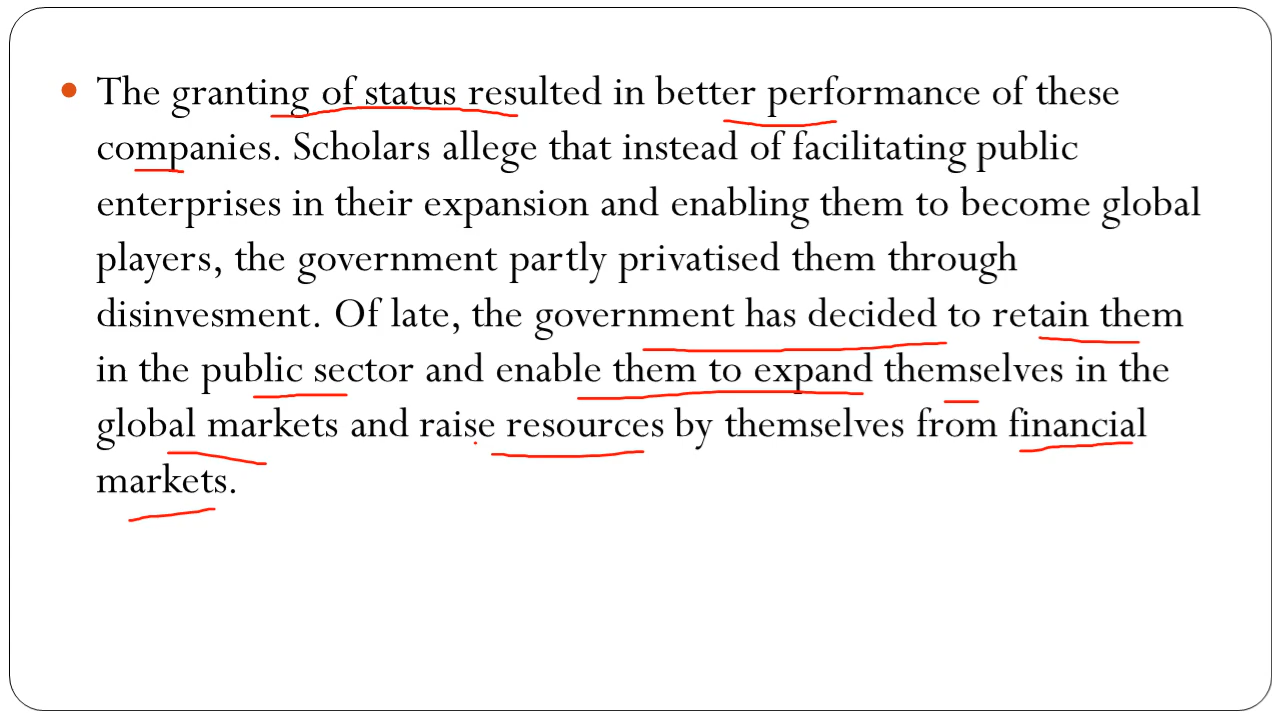 The granting of status resulted in better performance of these
companies. Scholars allege that instead of facilitating public
enterprises in their expansion and enabling them to become global
players, the government partly privatised them through
disinvesment. Of late, the government has decided to retain them
in the public sector and enable them to expand themselves in the
global markets and raise resources by themselves from financial
markets.